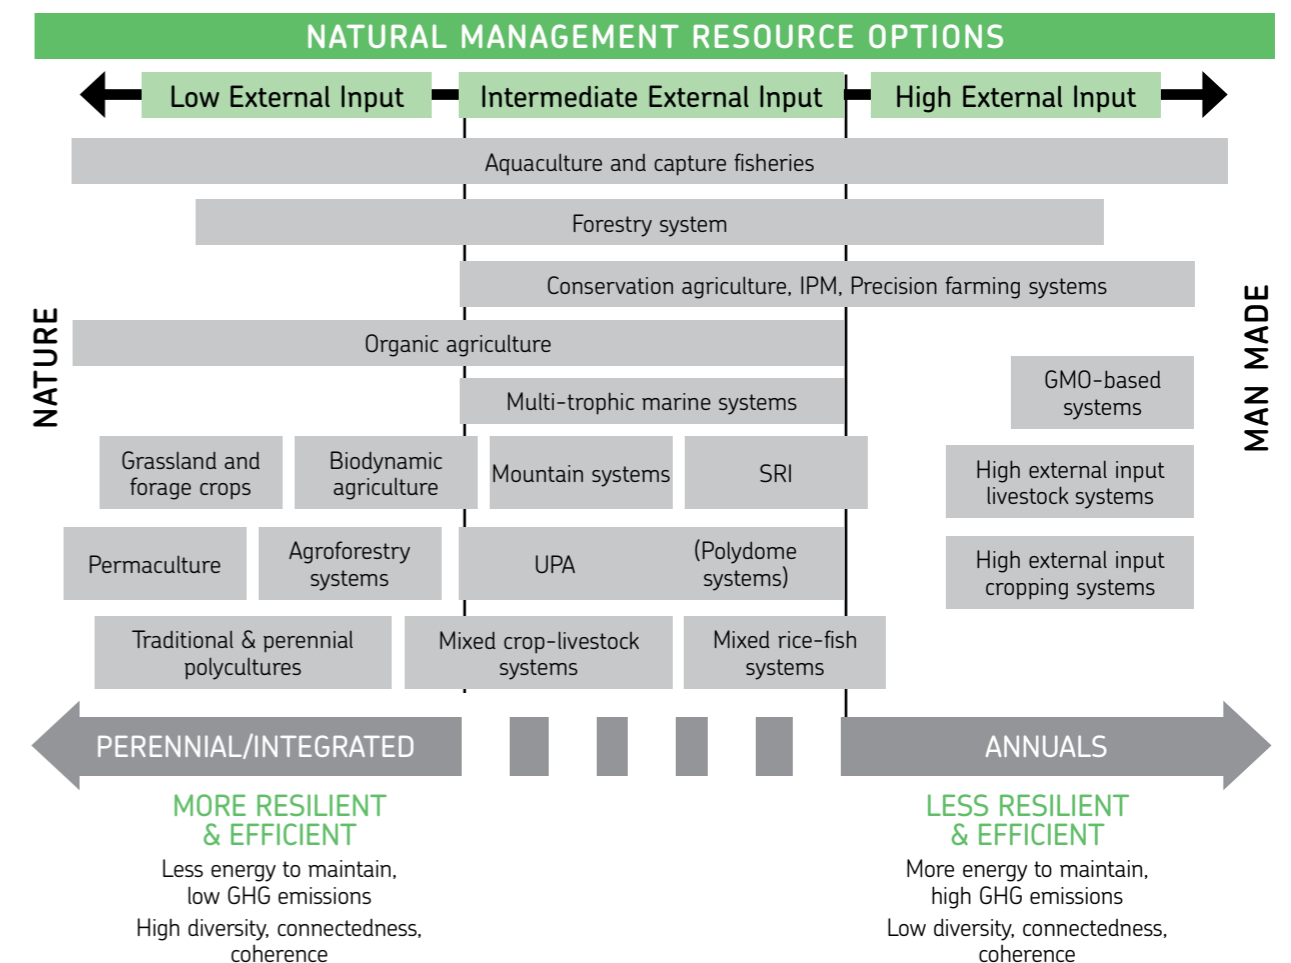 NATURAL MANAGEMENT RESOURCE OPTIONS
Low External Input
Intermediate External Input
High External Input
Aquaculture and capture fisheries
Forestry system
Conservation agriculture, IPM, Precision farming systems
NATURE
MAN MADE
Organic agriculture
GMO-based
systems
Multi-trophic marine systems
Grassland and
forage crops
Biodynamic
agriculture
Mountain systems
SRI
High external input
livestock systems
Permaculture
Agroforestry
systems
UPA
(Polydome
systems)
High external input
cropping systems
Traditional & perennial
polycultures
Mixed crop-livestock
systems
Mixed rice-fish
systems
PERENNIAL/INTEGRATED
ANNUALS
MORE RESILIENT
& EFFICIENT
Less energy to maintain,
low GHG emissions
High diversity, connectedness,
coherence
LESS RESILIENT
& EFFICIENT
More energy to maintain,
high GHG emissions
Low diversity, connectedness,
coherence